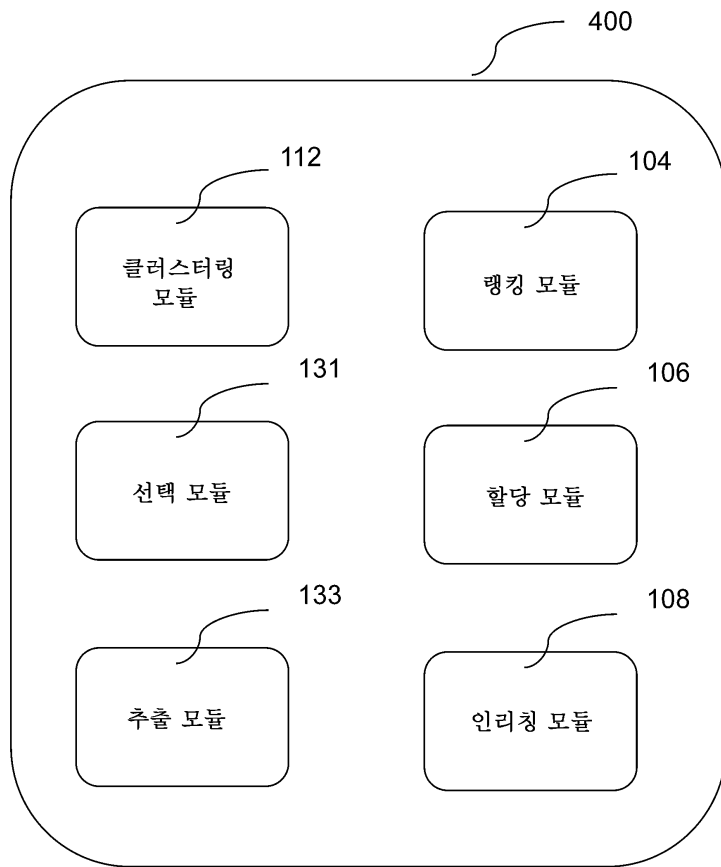 400
112
클러스터링
모듈
104
랭킹 모듈
131
선택 모듈
106
할당 모듈
133
추출 모듈
108
인리칭 모듈